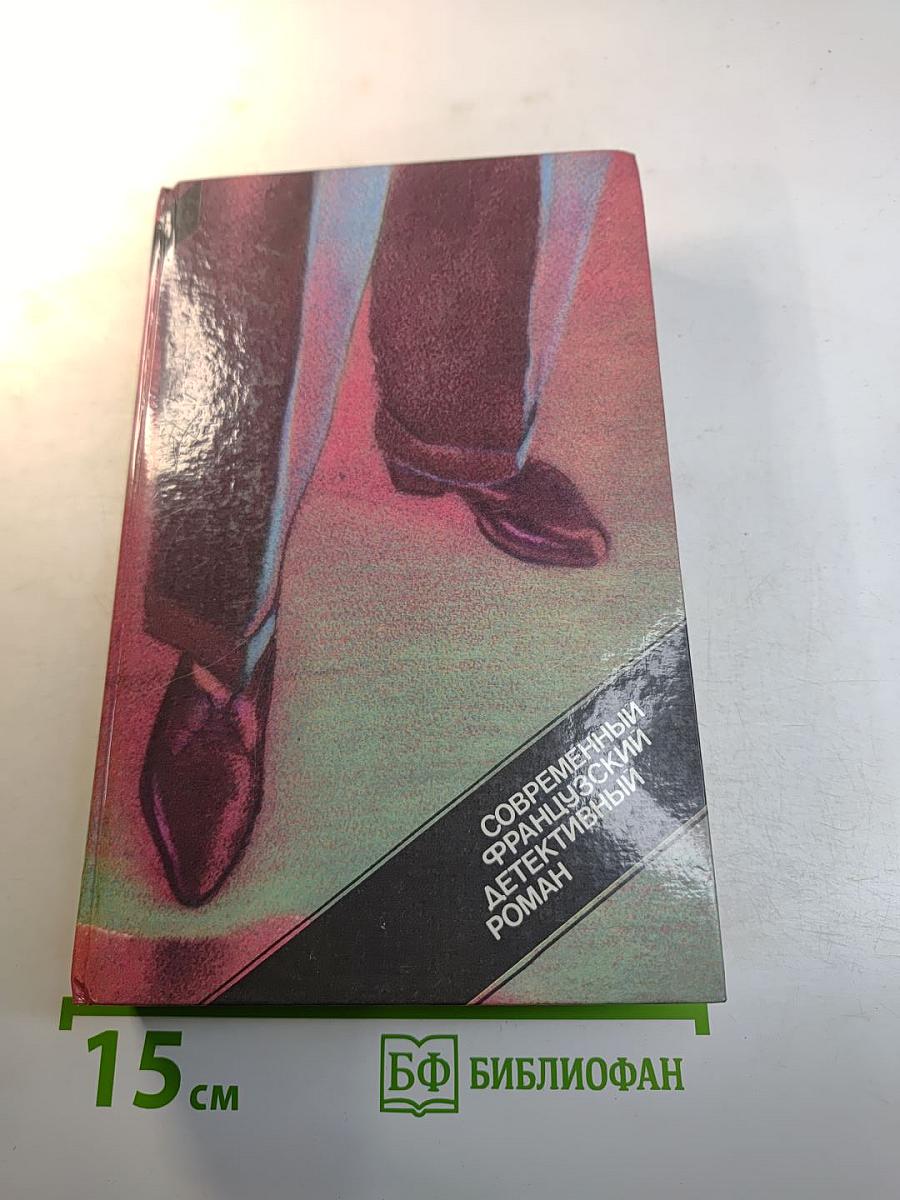 СОВРЕМЕННЫЙ
ФРАНЦУЗСКИЙ
ДЕТЕКТИВНЫЙ
РОМАН
15 см
БФ БИБЛИОФАН